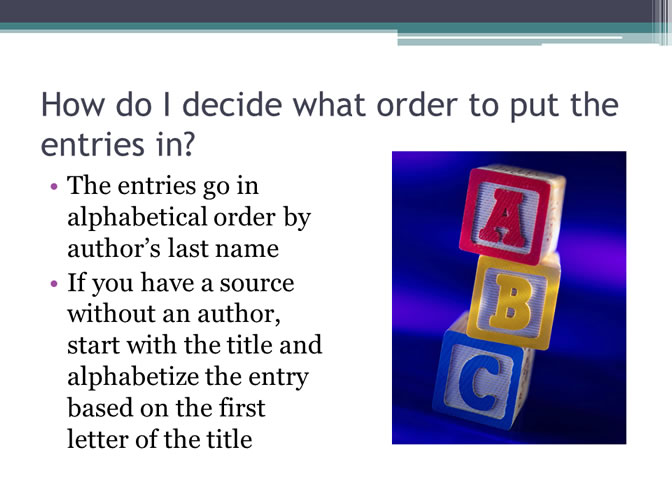 How do I decide what order to put the
entries in?
• The entries go in
alphabetical order by
author’s last name
• If you have a source
without an author,
start with the title and
alphabetize the entry
based on the first
letter of the title
A
B
C